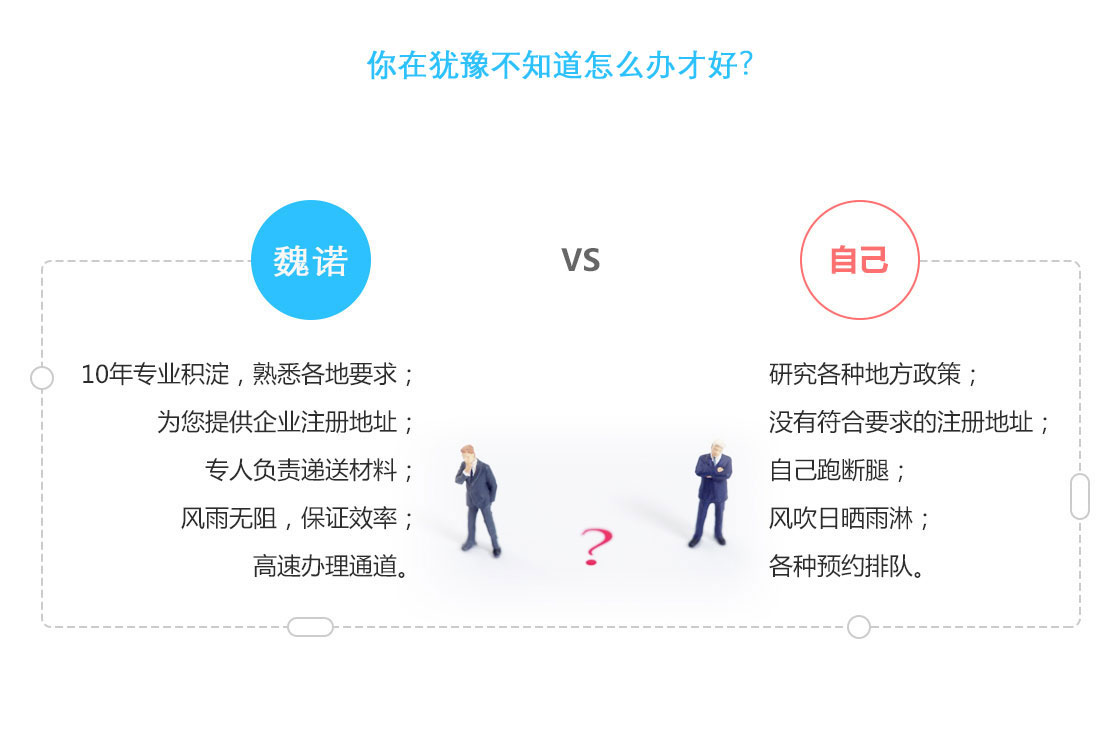 你在犹豫不知道怎么办才好?
魏诺
VS
自己
10年专业积淀，熟悉各地要求；
为您提供企业注册地址；
专人负责递送材料；
风雨无阻，保证效率；
高速办理通道。
研究各种地方政策；
没有符合要求的注册地址；
自己跑断腿；
风吹日晒雨淋；
各种预约排队。
?